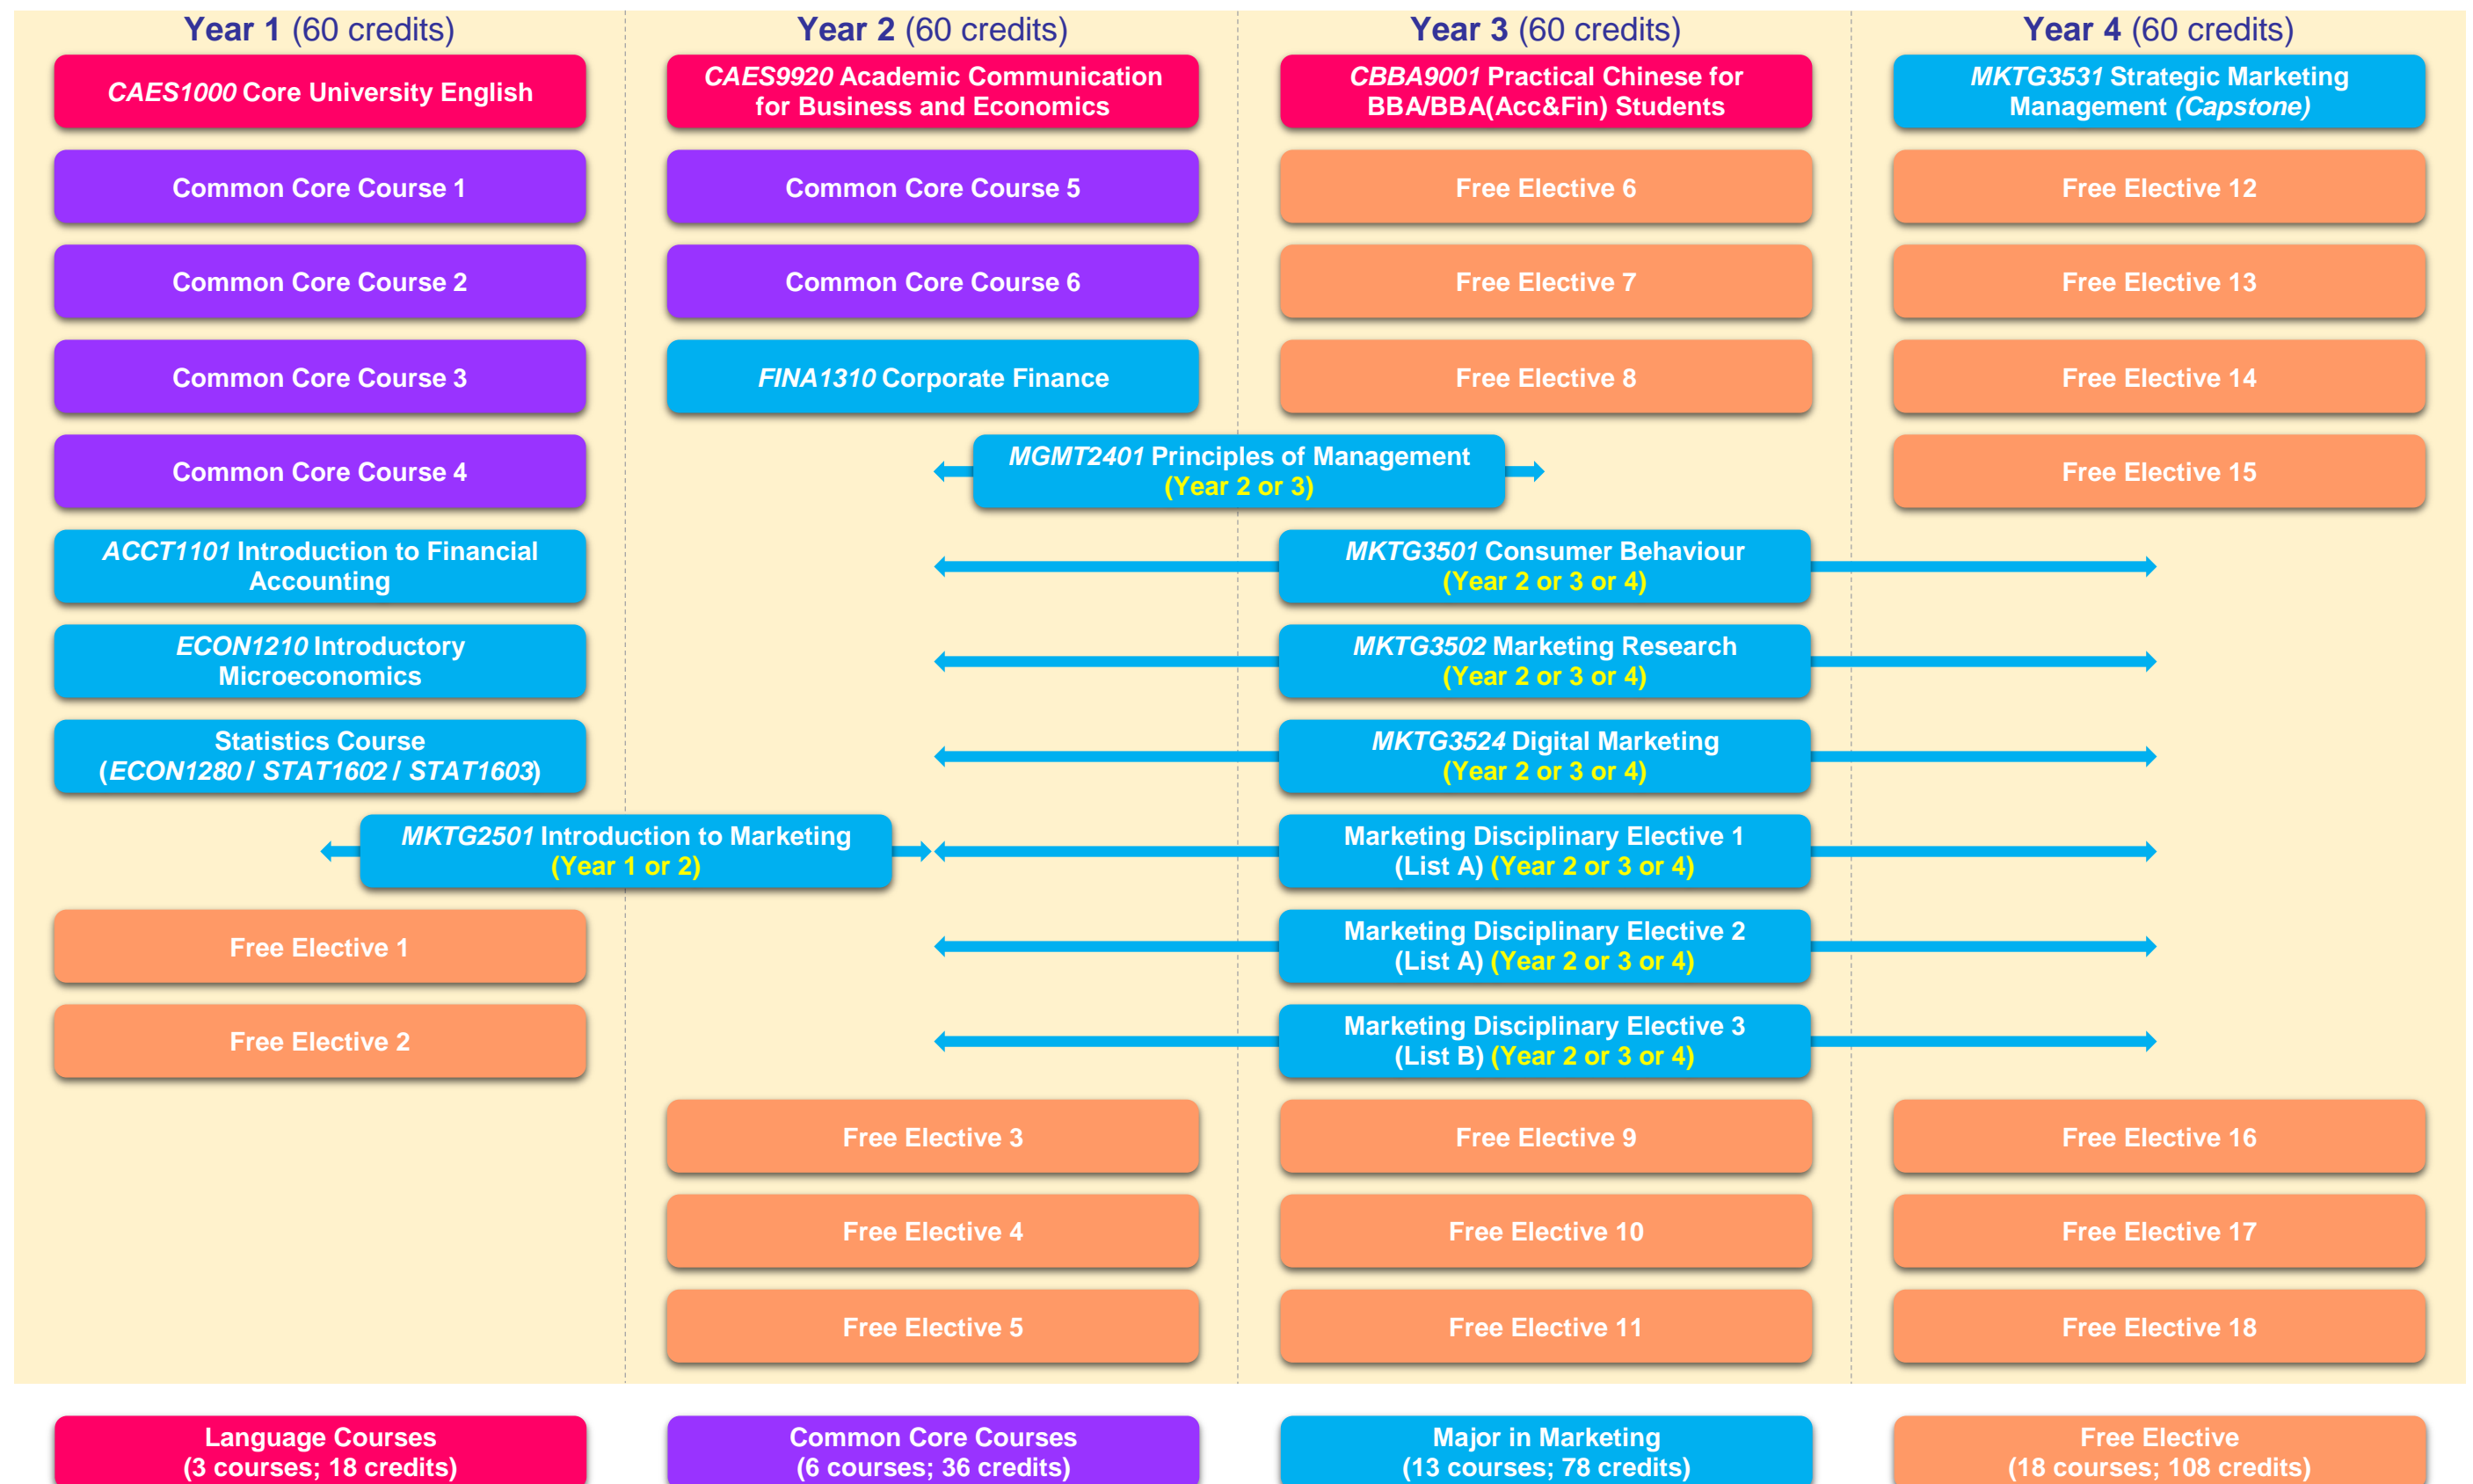 Year 1 (60 credits)
Year 2 (60 credits)
Year 3 (60 credits)
Year 4 (60 credits)
CAES1000 Core University English
CAES9920 Academic Communication
for Business and Economics
CBBA9001 Practical Chinese for
BBA/BBA(Acc&Fin) Students
MKTG3531 Strategic Marketing
Management (Capstone)
Common Core Course 1
Common Core Course 5
Free Elective 6
Free Elective 12
Common Core Course 2
Common Core Course 6
Free Elective 7
Free Elective 13
Common Core Course 3
FINA1310 Corporate Finance
Free Elective 8
Free Elective 14
Common Core Course 4
MGMT2401 Principles of Management
(Year 2 or 3)
Free Elective 15
ACCT1101 Introduction to Financial
Accounting
MKTG3501 Consumer Behaviour
(Year 2 or 3 or 4)
ECON1210 Introductory
Microeconomics
MKTG3502 Marketing Research
(Year 2 or 3 or 4)
Statistics Course
(ECON1280 / STAT1602 / STAT1603)
MKTG3524 Digital Marketing
(Year 2 or 3 or 4)
MKTG2501 Introduction to Marketing
(Year 1 or 2)
Marketing Disciplinary Elective 1
(List A) (Year 2 or 3 or 4)
Free Elective 1
Marketing Disciplinary Elective 2
(List A) (Year 2 or 3 or 4)
Free Elective 2
Marketing Disciplinary Elective 3
(List B) (Year 2 or 3 or 4)
Free Elective 3
Free Elective 9
Free Elective 16
Free Elective 4
Free Elective 10
Free Elective 17
Free Elective 5
Free Elective 11
Free Elective 18
Language Courses
(3 courses; 18 credits)
Common Core Courses
(6 courses; 36 credits)
Major in Marketing
(13 courses; 78 credits)
Free Elective
(18 courses; 108 credits)